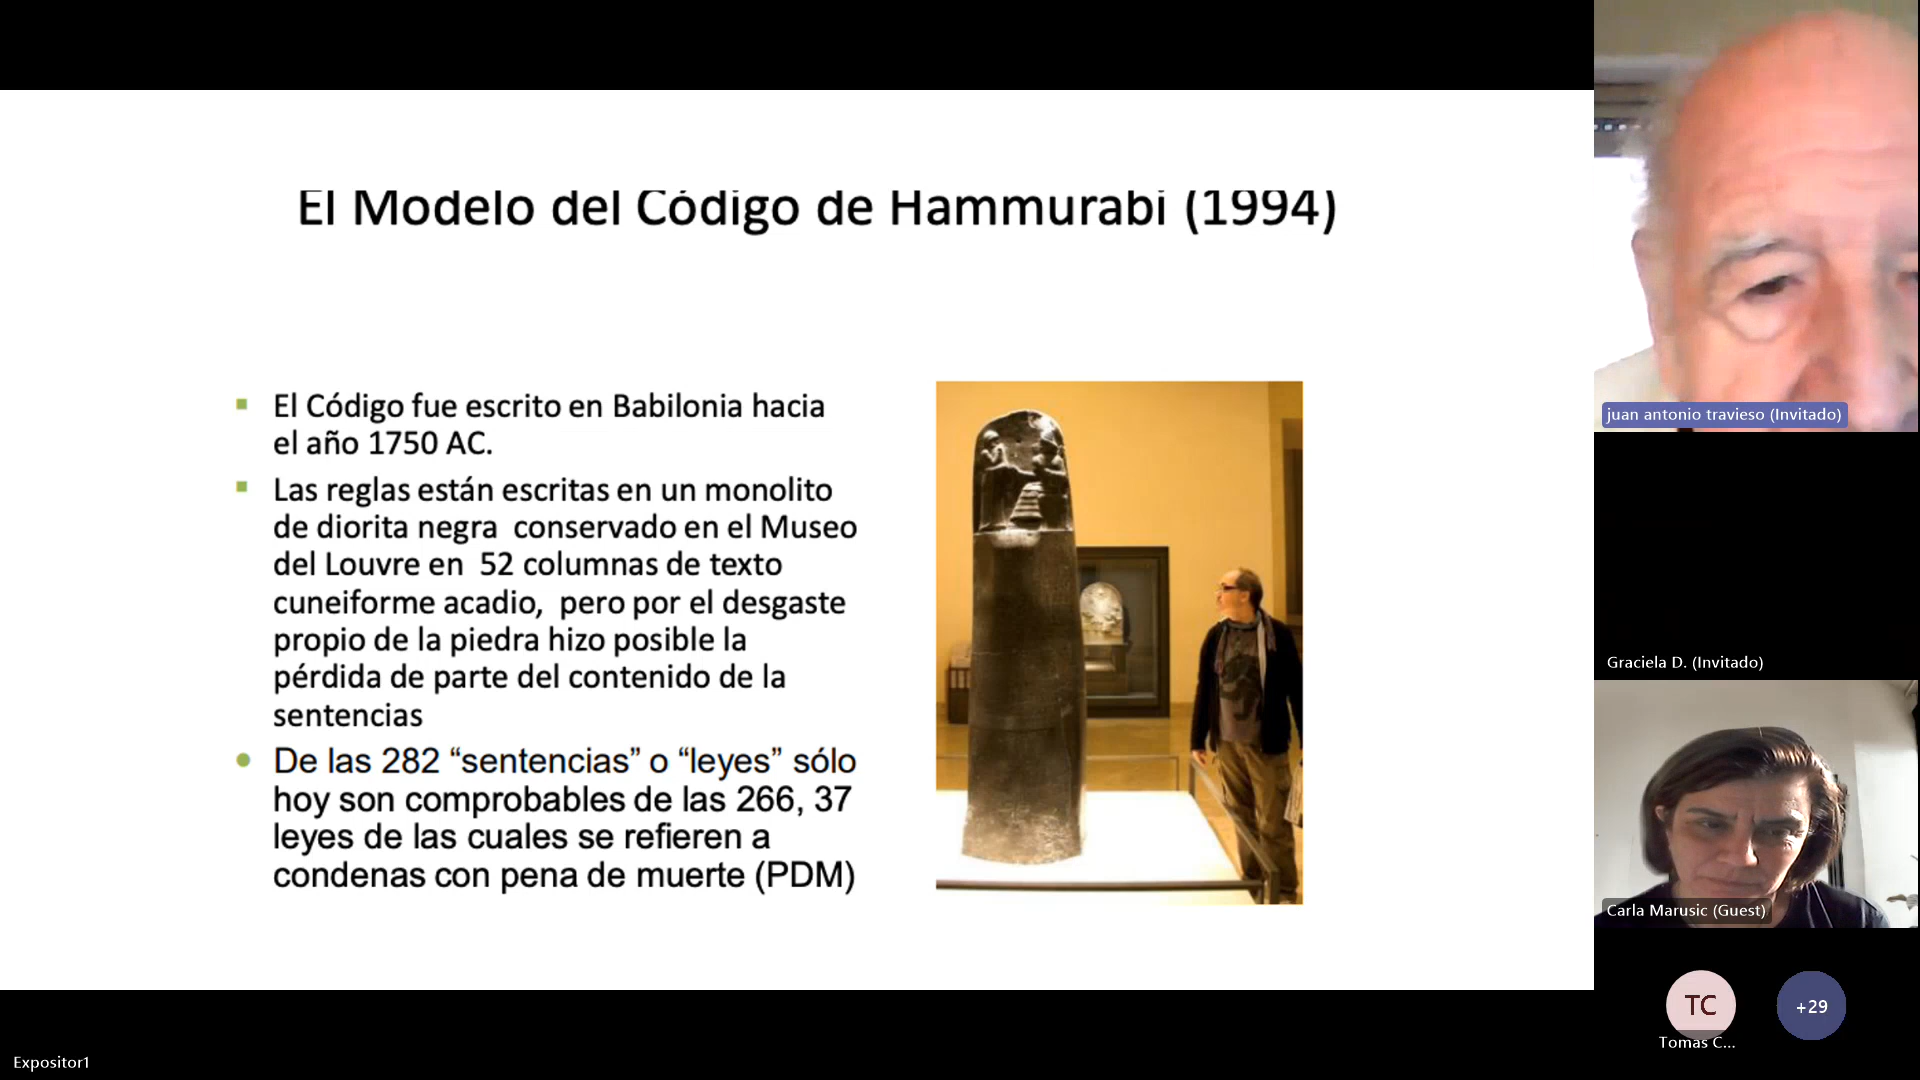 El Modelo del Código de Hammurabi (1994)
El Código fue escrito en Babilonia hacia
el año 1750 AC.
Las reglas están escritas en un monolito
de diorita negra conservado en el Museo
del Louvre en 52 columnas de texto
cuneiforme acadio, pero por el desgaste
propio de la piedra hizo posible la
pérdida de parte del contenido de la
sentencias
De las 282 “sentencias” o “leyes” sólo
hoy son comprobables de las 266, 37
leyes de las cuales se refieren a
condenas con pena de muerte (PDM)
juan antonio travieso (Invitado)
Graciela D. (Invitado)
Carla Marusic (Guest)
TC
+29
Tomas C...
Expositor1